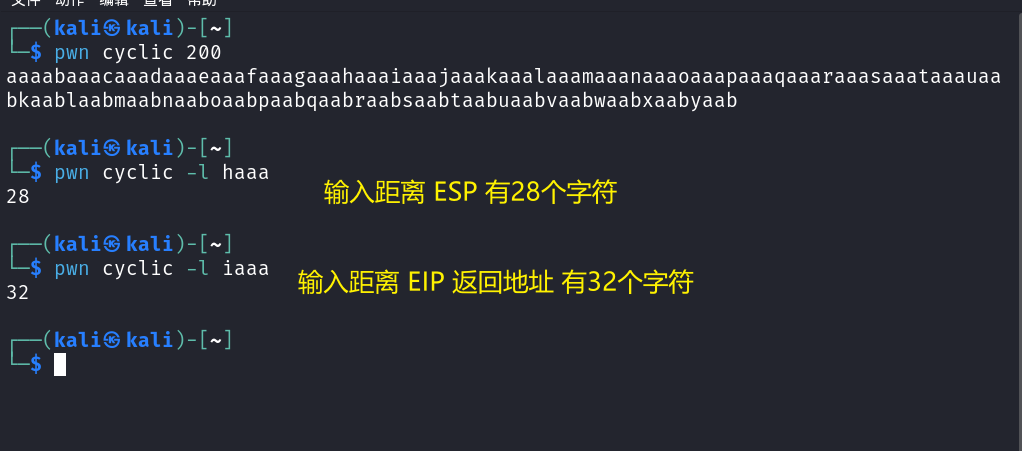 文件 动作 编辑 查看 帮助
┌──(kali㉿kali)-[~]
└─$ pwn cyclic 200
aaaabaaacaaadaaaeaaafaaagaaahaaaiaaajaaakaaalaaamaaanaaaoaaapaaaqaaaraaasaaataaauaa
bkaablaabmaabnaaboaabpaabqaabraabsaabtaabuaabvaabwaabxaabyaab
┌──(kali㉿kali)-[~]
└─$ pwn cyclic -l haaa
输入距离 ESP 有28个字符
28
┌──(kali㉿kali)-[~]
└─$ pwn cyclic -l iaaa
输入距离 EIP 返回地址 有32个字符
32
┌──(kali㉿kali)-[~]
└─$